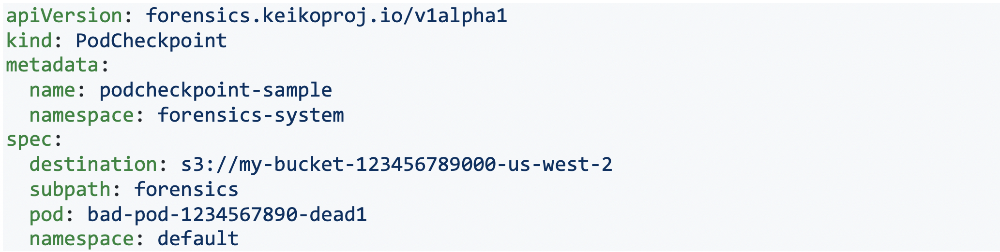 apiVersion: forensics.keikoproj.io/v1alpha1
kind: PodCheckpoint
metadata:
  name: podcheckpoint-sample
  namespace: forensics-system
spec:
  destination: s3://my-bucket-123456789000-us-west-2
  subpath: forensics
  pod: bad-pod-1234567890-dead1
  namespace: default